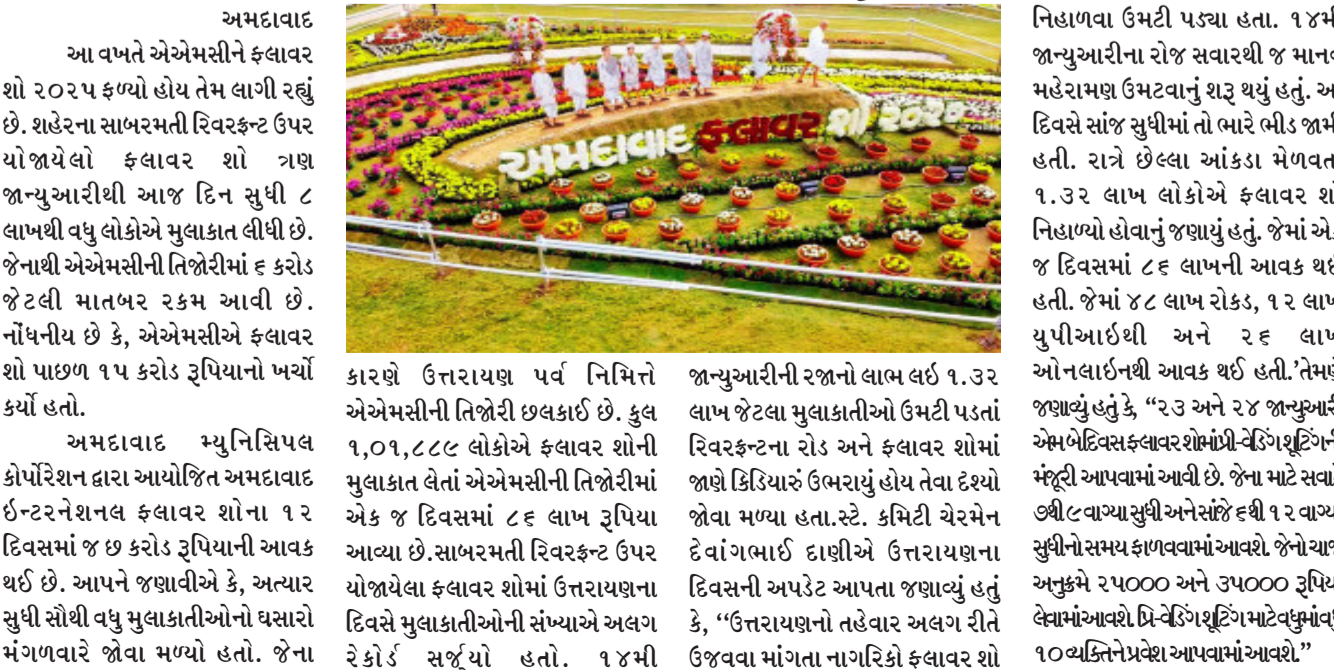 અમદાવાદ
આ વખતે એએમસીને ફ્લાવર
શો ૨૦૨૫ ફળ્યો હોય તેમ લાગી રહ્યું
છે. શહેરના સાબરમતી રિવરફ્રન્ટ ઉપર
યોજાયેલો ફ્લાવર શો ત્રણ
જાન્યુઆરીથી આજ દિન સુધી ૮
લાખથી વધુ લોકોએ મુલાકાત લીધી છે.
જેનાથી એએમસીની તિજોરીમાં ૬ કરોડ
જેટલી માતબર રકમ આવી છે.
નોંધનીય છે કે, એએમસીએ ફ્લાવર
શો પાછળ ૧૫ કરોડ રૂપિયાનો ખર્ચો
કર્યો હતો.
અમદાવાદ મ્યુનિસિપલ
કોર્પોરેશન દ્વારા આયોજિત અમદાવાદ
ઇન્ટરનેશનલ ફ્લાવર શોના ૧૨
દિવસમાં જ છ કરોડ રૂપિયાની આવક
થઈ છે. આપને જણાવીએ કે, અત્યાર
સુધી સૌથી વધુ મુલાકાતીઓનો ઘસારો
મંગળવારે જોવા મળ્યો હતો. જેના
અમદાવાદ ફ્લાવર શો ૨૦૨૦
કારણે ઉત્તરાયણ પર્વ નિમિત્તે
એએમસીની તિજોરી છલકાઈ છે. કુલ
૧,૦૧,૮૮૯ લોકોએ ફ્લાવર શોની
મુલાકાત લેતાં એએમસીની તિજોરીમાં
એક જ દિવસમાં ૮૬ લાખ રૂપિયા
આવ્યા છે.સાબરમતી રિવરફ્રન્ટ ઉપર
યોજાયેલા ફ્લાવર શોમાં ઉત્તરાયણના
દિવસે મુલાકાતીઓની સંખ્યાએ અલગ
રેકોર્ડ સર્જ્યો હતો. ૧૪મી
જાન્યુઆરીની રજાનો લાભ લઇ ૧.૩૨
લાખ જેટલા મુલાકાતીઓ ઉમટી પડતાં
રિવરફ્રન્ટના રોડ અને ફ્લાવર શોમાં
જાણે કિડિયારું ઉભરાયું હોય તેવા દૃશ્યો
જોવા મળ્યા હતા.સ્ટે. કમિટી ચેરમેન
દેવાંગભાઈ દાણીએ ઉત્તરાયણના
દિવસની અપડેટ આપતા જણાવ્યું હતું
કે, ‘‘ઉત્તરાયણનો તહેવાર અલગ રીતે
ઉજવવા માંગતા નાગરિકો ફ્લાવર શો
નિહાળવા ઉમટી પડ્યા હતા. ૧૪મી
જાન્યુઆરીના રોજ સવારથી જ માનવ
મહેરામણ ઉમટવાનું શરૂ થયું હતું. આ
દિવસે સાંજ સુધીમાં તો ભારે ભીડ જામી
હતી. રાત્રે છેલ્લા આંકડા મેળવતા
૧.૩૨ લાખ લોકોએ ફ્લાવર શો
નિહાળ્યો હોવાનું જણાયું હતું. જેમાં એક
જ દિવસમાં ૮૬ લાખની આવક થઈ
હતી. જેમાં ૪૮ લાખ રોકડ, ૧૨ લાખ
યુપીઆઇથી અને ૨૬ લાખ
ઓનલાઇનથી આવક થઈ હતી.'તેમણે
જણાવ્યું હતું કે, “૨૩ અને ૨૪ જાન્યુઆરી
એમ બે દિવસ ફ્લાવર શોમાં પ્રી-વેડિંગ શૂટિંગની
મંજૂરી આપવામાં આવી છે. જેના માટે સવારે
૭થી ૯ વાગ્યા સુધી અને સાંજે ૬થી ૧૨ વાગ્યા
સુધીનો સમય ફાળવવામાં આવશે. જેનો ચાર્જ
અનુક્રમે ૨૫૦૦૦ અને ૩૫૦૦૦ રૂપિયા
લેવામાં આવશે. પ્રિ-વેડિંગ શૂટિંગ માટે વધુમાં વધુ
૧૦ વ્યક્તિને પ્રવેશ આપવામાં આવશે.”